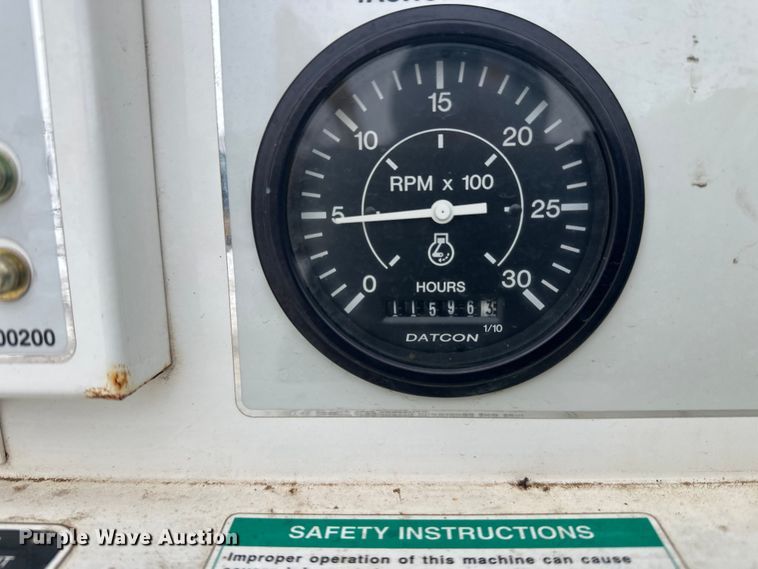 15
10
20
RPM x 100
5
25
0
30
HOURS
1 1 5 9 6 3
1/10
DATCON
00200
SAFETY INSTRUCTIONS
-Improper operation of this machine can cause
Purple Wave Auction